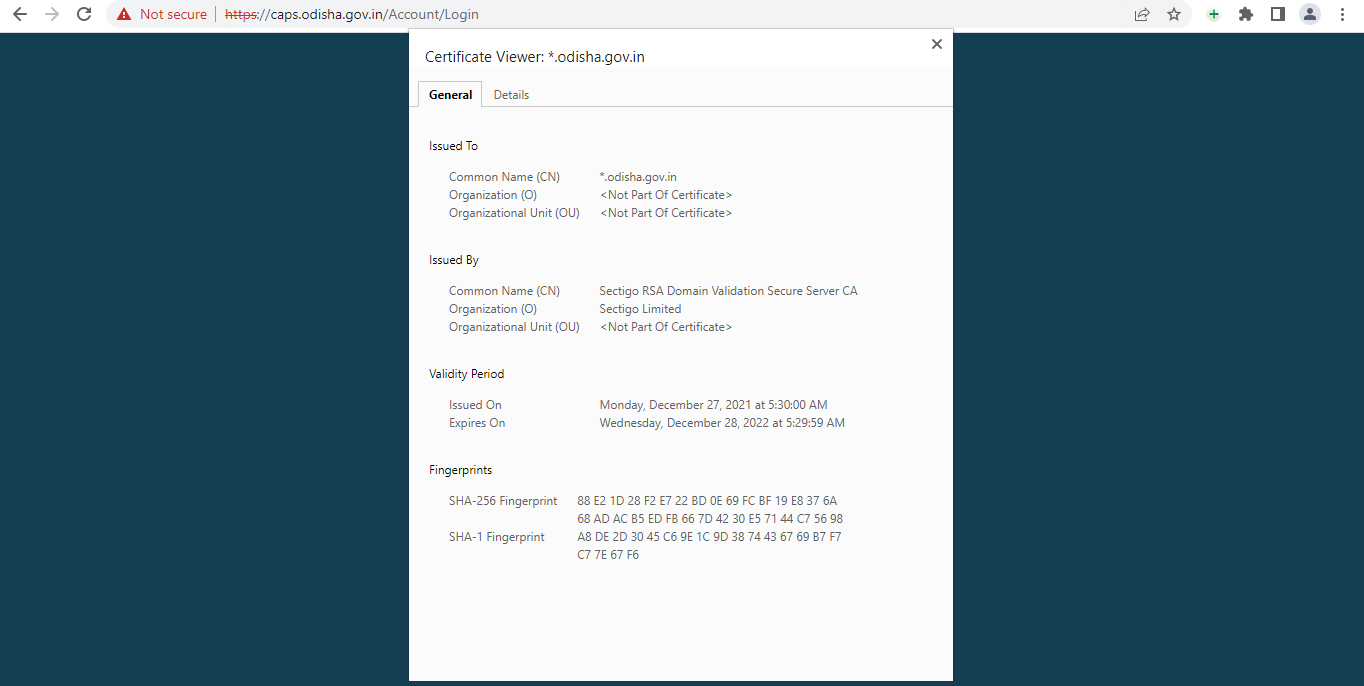 Not secure | https://caps.odisha.gov.in/Account/Login
Certificate Viewer: *.odisha.gov.in
General Details
Issued To
Common Name (CN) *.odisha.gov.in
Organization (O) <Not Part Of Certificate>
Organizational Unit (OU) <Not Part Of Certificate>
Issued By
Common Name (CN) Sectigo RSA Domain Validation Secure Server CA
Organization (O) Sectigo Limited
Organizational Unit (OU) <Not Part Of Certificate>
Validity Period
Issued On Monday, December 27, 2021 at 5:30:00 AM
Expires On Wednesday, December 28, 2022 at 5:29:59 AM
Fingerprints
SHA-256 Fingerprint 88 E2 1D 28 F2 E7 22 BD 0E 69 FC BF 19 E8 37 6A
68 AD AC B5 ED FB 66 7D 42 30 E5 71 44 C7 56 98
SHA-1 Fingerprint A8 DE 2D 30 45 C6 9E 1C 9D 38 74 43 67 69 B7 F7
C7 7E 67 F6